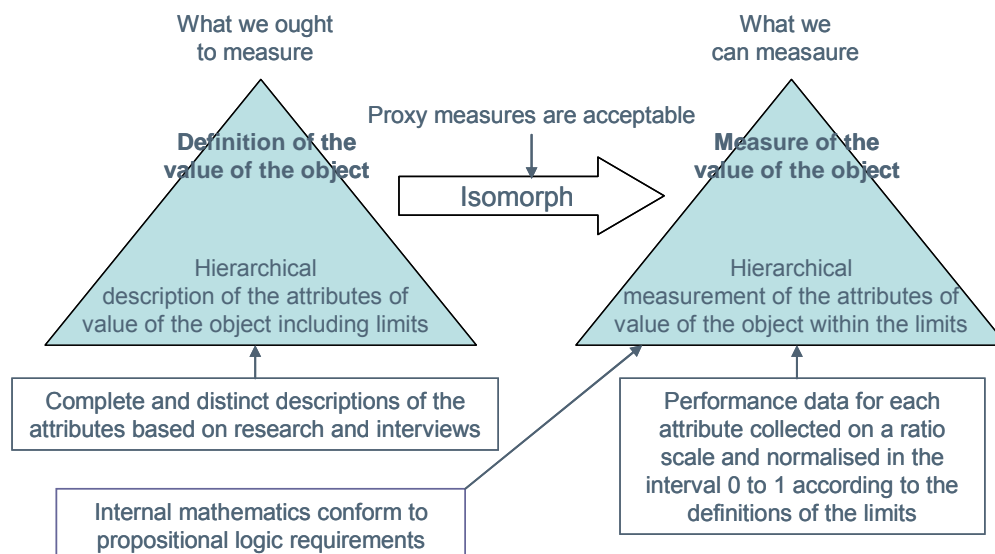 What we ought
to measure
What we
can measaure
Proxy measures are acceptable
Definition of the
value of the object
Isomorph
Measure of the
value of the object
Hierarchical
description of the attributes of
value of the object including limits
Hierarchical
measurement of the attributes of
value of the object within the limits
Complete and distinct descriptions of the
attributes based on research and interviews
Performance data for each
attribute collected on a ratio
scale and normalised in the
interval 0 to 1 according to the
definitions of the limits
Internal mathematics conform to
propositional logic requirements